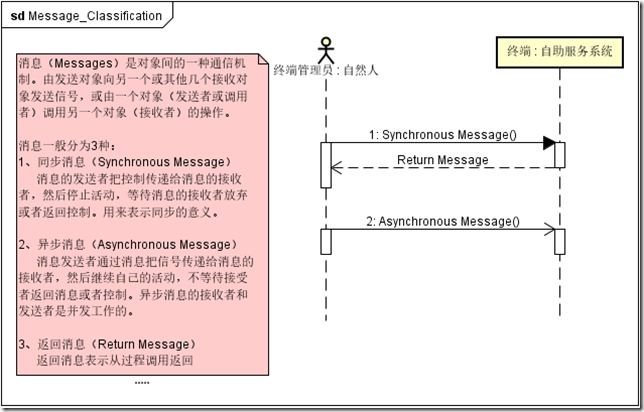 sd Message_Classification
消息（Messages）是对象间的一种通信机
制。由发送对象向另一个或其他几个接收对
象发送信号，或由一个对象（发送者或调用
者）调用另一个对象（接收者）的操作。
消息一般分为3种：
1、同步消息（Synchronous Message）
消息的发送者把控制传递给消息的接收
者，然后停止活动，等待消息的接收者放弃
或者返回控制。用来表示同步的意义。
2、异步消息（Asynchronous Message）
消息发送者通过消息把信号传递给消息的
接收者，然后继续自己的活动，不等待接受
者返回消息或者控制。异步消息的接收者和
发送者是并发工作的。
3、返回消息（Return Message）
返回消息表示从过程调用返回
.....
终端管理员 : 自然人
终端 : 自助服务系统
1: Synchronous Message()
Return Message
2: Asynchronous Message()